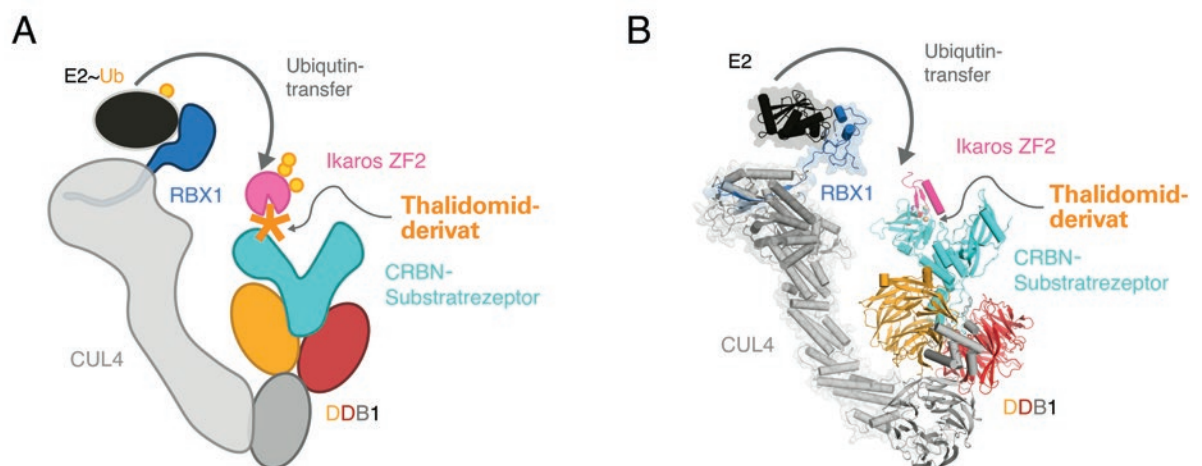 A
E2~Ub
Ubiqutin-
transfer
Ikaros ZF2
RBX1
Thalidomid-
derivat
CRBN-
Substratrezeptor
CUL4
DDB1
B
E2
Ubiqutin-
transfer
Ikaros ZF2
RBX1
Thalidomid-
derivat
CRBN-
Substratrezeptor
CUL4
DDB1